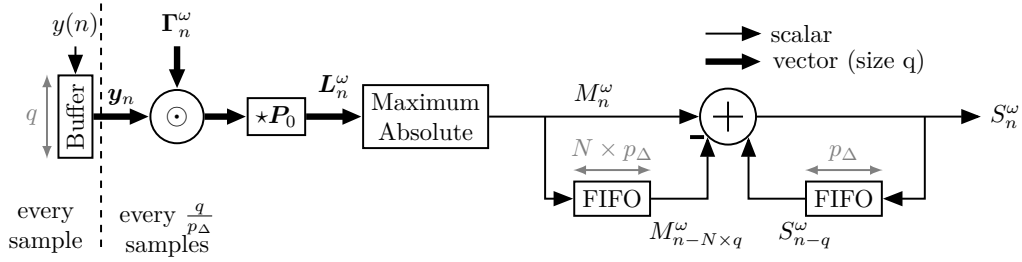 y(n)
Γ_n^ω
scalar
vector (size q)
q
Buffer
y_n
⊙
⋆P_0
L_n^ω
Maximum
Absolute
M_n^ω
+
-
S_n^ω
N × p_Δ
FIFO
p_Δ
FIFO
M_{n−N×q}^ω
S_{n−q}^ω
every
sample
every q/p_Δ
samples